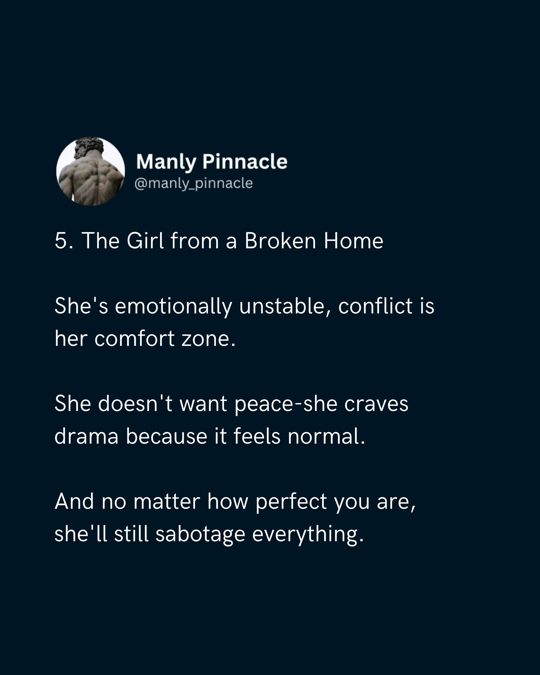 Manly Pinnacle
@manly_pinnacle
5. The Girl from a Broken Home
She's emotionally unstable, conflict is
her comfort zone.
She doesn't want peace-she craves
drama because it feels normal.
And no matter how perfect you are,
she'll still sabotage everything.